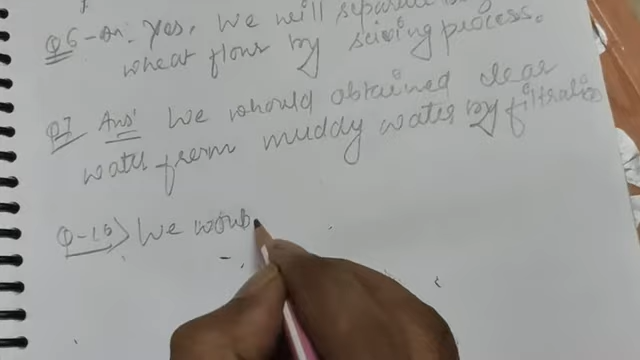 Q6 - An. Yes. We will separate
wheat flour by seiving process.
Q7 Ans' We would obtained clear
water from muddy water by filtration
Q-10) We woub